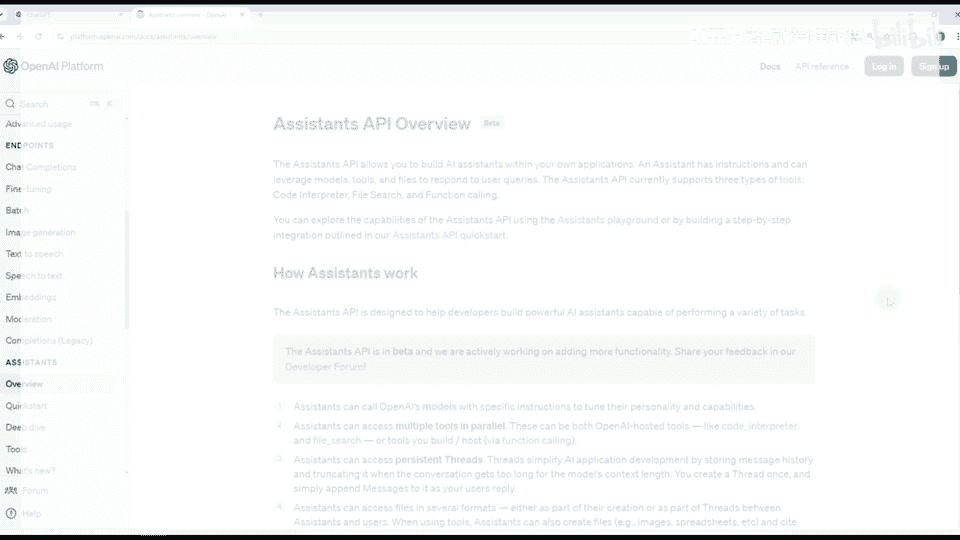 ChatGPT
Assistants overview - OpenAI
platform.openai.com/docs/assistants/overview
bilibili
OpenAI Platform
Docs
API reference
Log in
Sign up
Search
K
Advanced usage
ENDPOINTS
Chat Completions
Fine-tuning
Batch
Image generation
Text to speech
Speech to text
Embeddings
Moderation
Completions (Legacy)
ASSISTANTS
Overview
Quickstart
Deep dive
Tools
What's new?
Forum
Help
Assistants API Overview Beta
The Assistants API allows you to build AI assistants within your own applications. An Assistant has instructions and can
leverage models, tools, and files to respond to user queries. The Assistants API currently supports three types of tools:
Code Interpreter, File Search, and Function calling.
You can explore the capabilities of the Assistants API using the Assistants playground or by building a step-by-step
integration outlined in our Assistants API quickstart.
How Assistants work
The Assistants API is designed to help developers build powerful AI assistants capable of performing a variety of tasks.
The Assistants API is in beta and we are actively working on adding more functionality. Share your feedback in our
Developer Forum!
1 Assistants can call OpenAI's models with specific instructions to tune their personality and capabilities.
2 Assistants can access multiple tools in parallel. These can be both OpenAI-hosted tools — like code_interpreter
and file_search — or tools you build / host (via function calling).
3 Assistants can access persistent Threads. Threads simplify AI application development by storing message history
and truncating it when the conversation gets too long for the model's context length. You create a Thread once, and
simply append Messages to it as your users reply.
4 Assistants can access files in several formats — either as part of their creation or as part of Threads between
Assistants and users. When using tools, Assistants can also create files (e.g., images, spreadsheets, etc) and cite